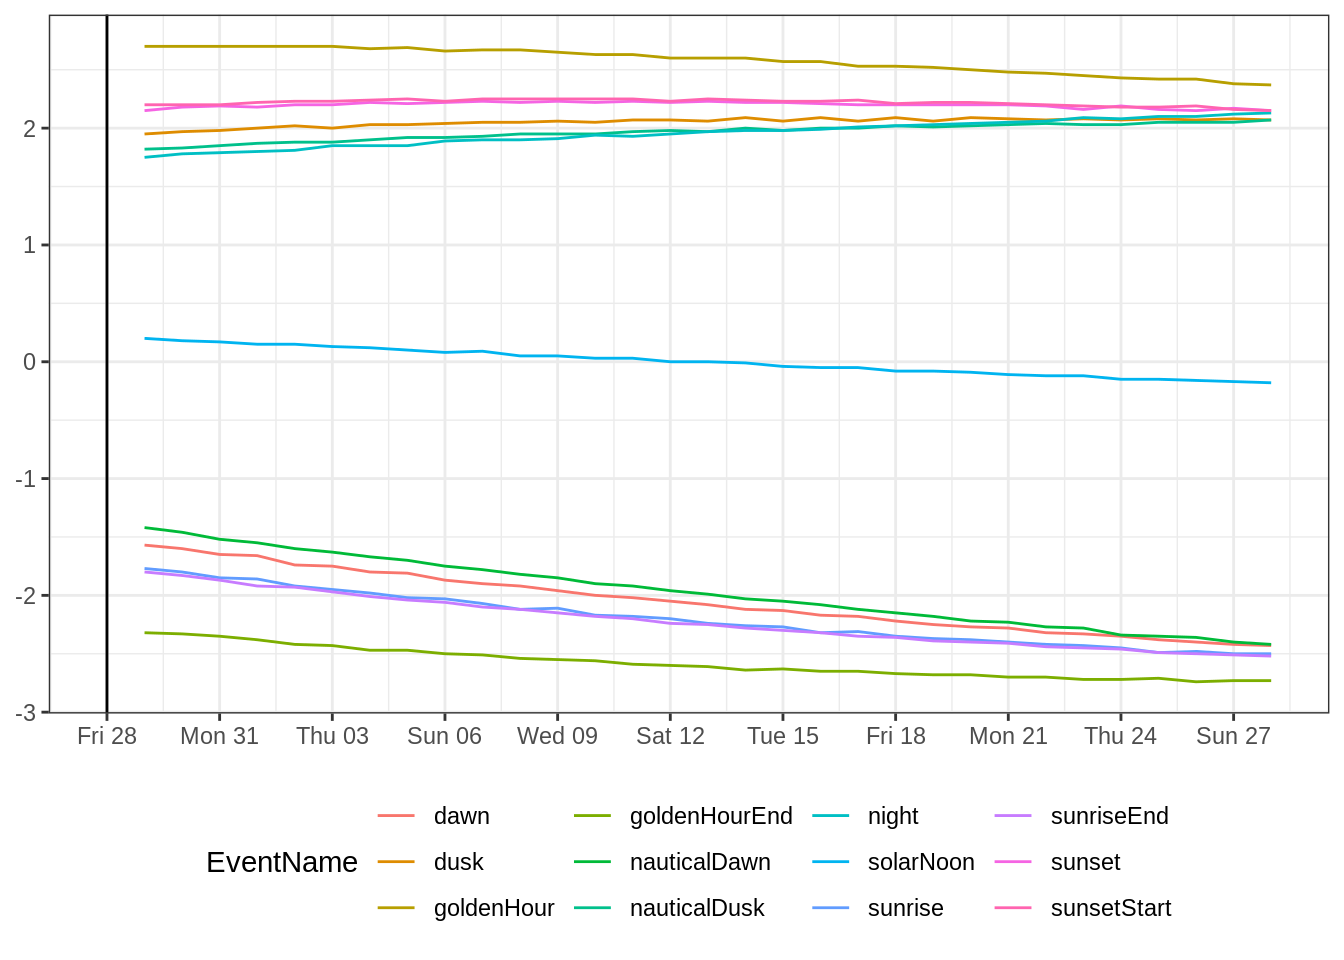 2
1
0
-1
-2
-3
Fri 28 Mon 31 Thu 03 Sun 06 Wed 09 Sat 12 Tue 15 Fri 18 Mon 21 Thu 24 Sun 27
EventName
dawn
dusk
goldenHour
goldenHourEnd
nauticalDawn
nauticalDusk
night
solarNoon
sunrise
sunriseEnd
sunset
sunsetStart